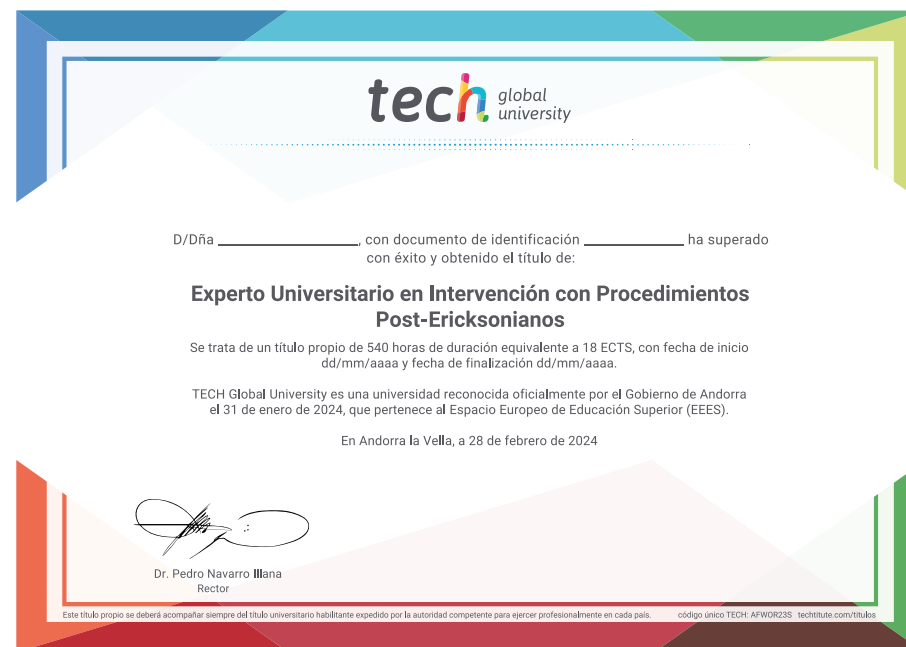 tech global university
D/Dña ____________________, con documento de identificación ______________ ha superado
con éxito y obtenido el título de:
Experto Universitario en Intervención con Procedimientos
Post-Ericksonianos
Se trata de un título propio de 540 horas de duración equivalente a 18 ECTS, con fecha de inicio
dd/mm/aaaa y fecha de finalización dd/mm/aaaa.
TECH Global University es una universidad reconocida oficialmente por el Gobierno de Andorra
el 31 de enero de 2024, que pertenece al Espacio Europeo de Educación Superior (EEES).
En Andorra la Vella, a 28 de febrero de 2024
Dr. Pedro Navarro Illana
Rector
Este título propio se deberá acompañar siempre del título universitario habilitante expedido por la autoridad competente para ejercer profesionalmente en cada país. código único TECH: AFWOR23S techtitute.com/titulos